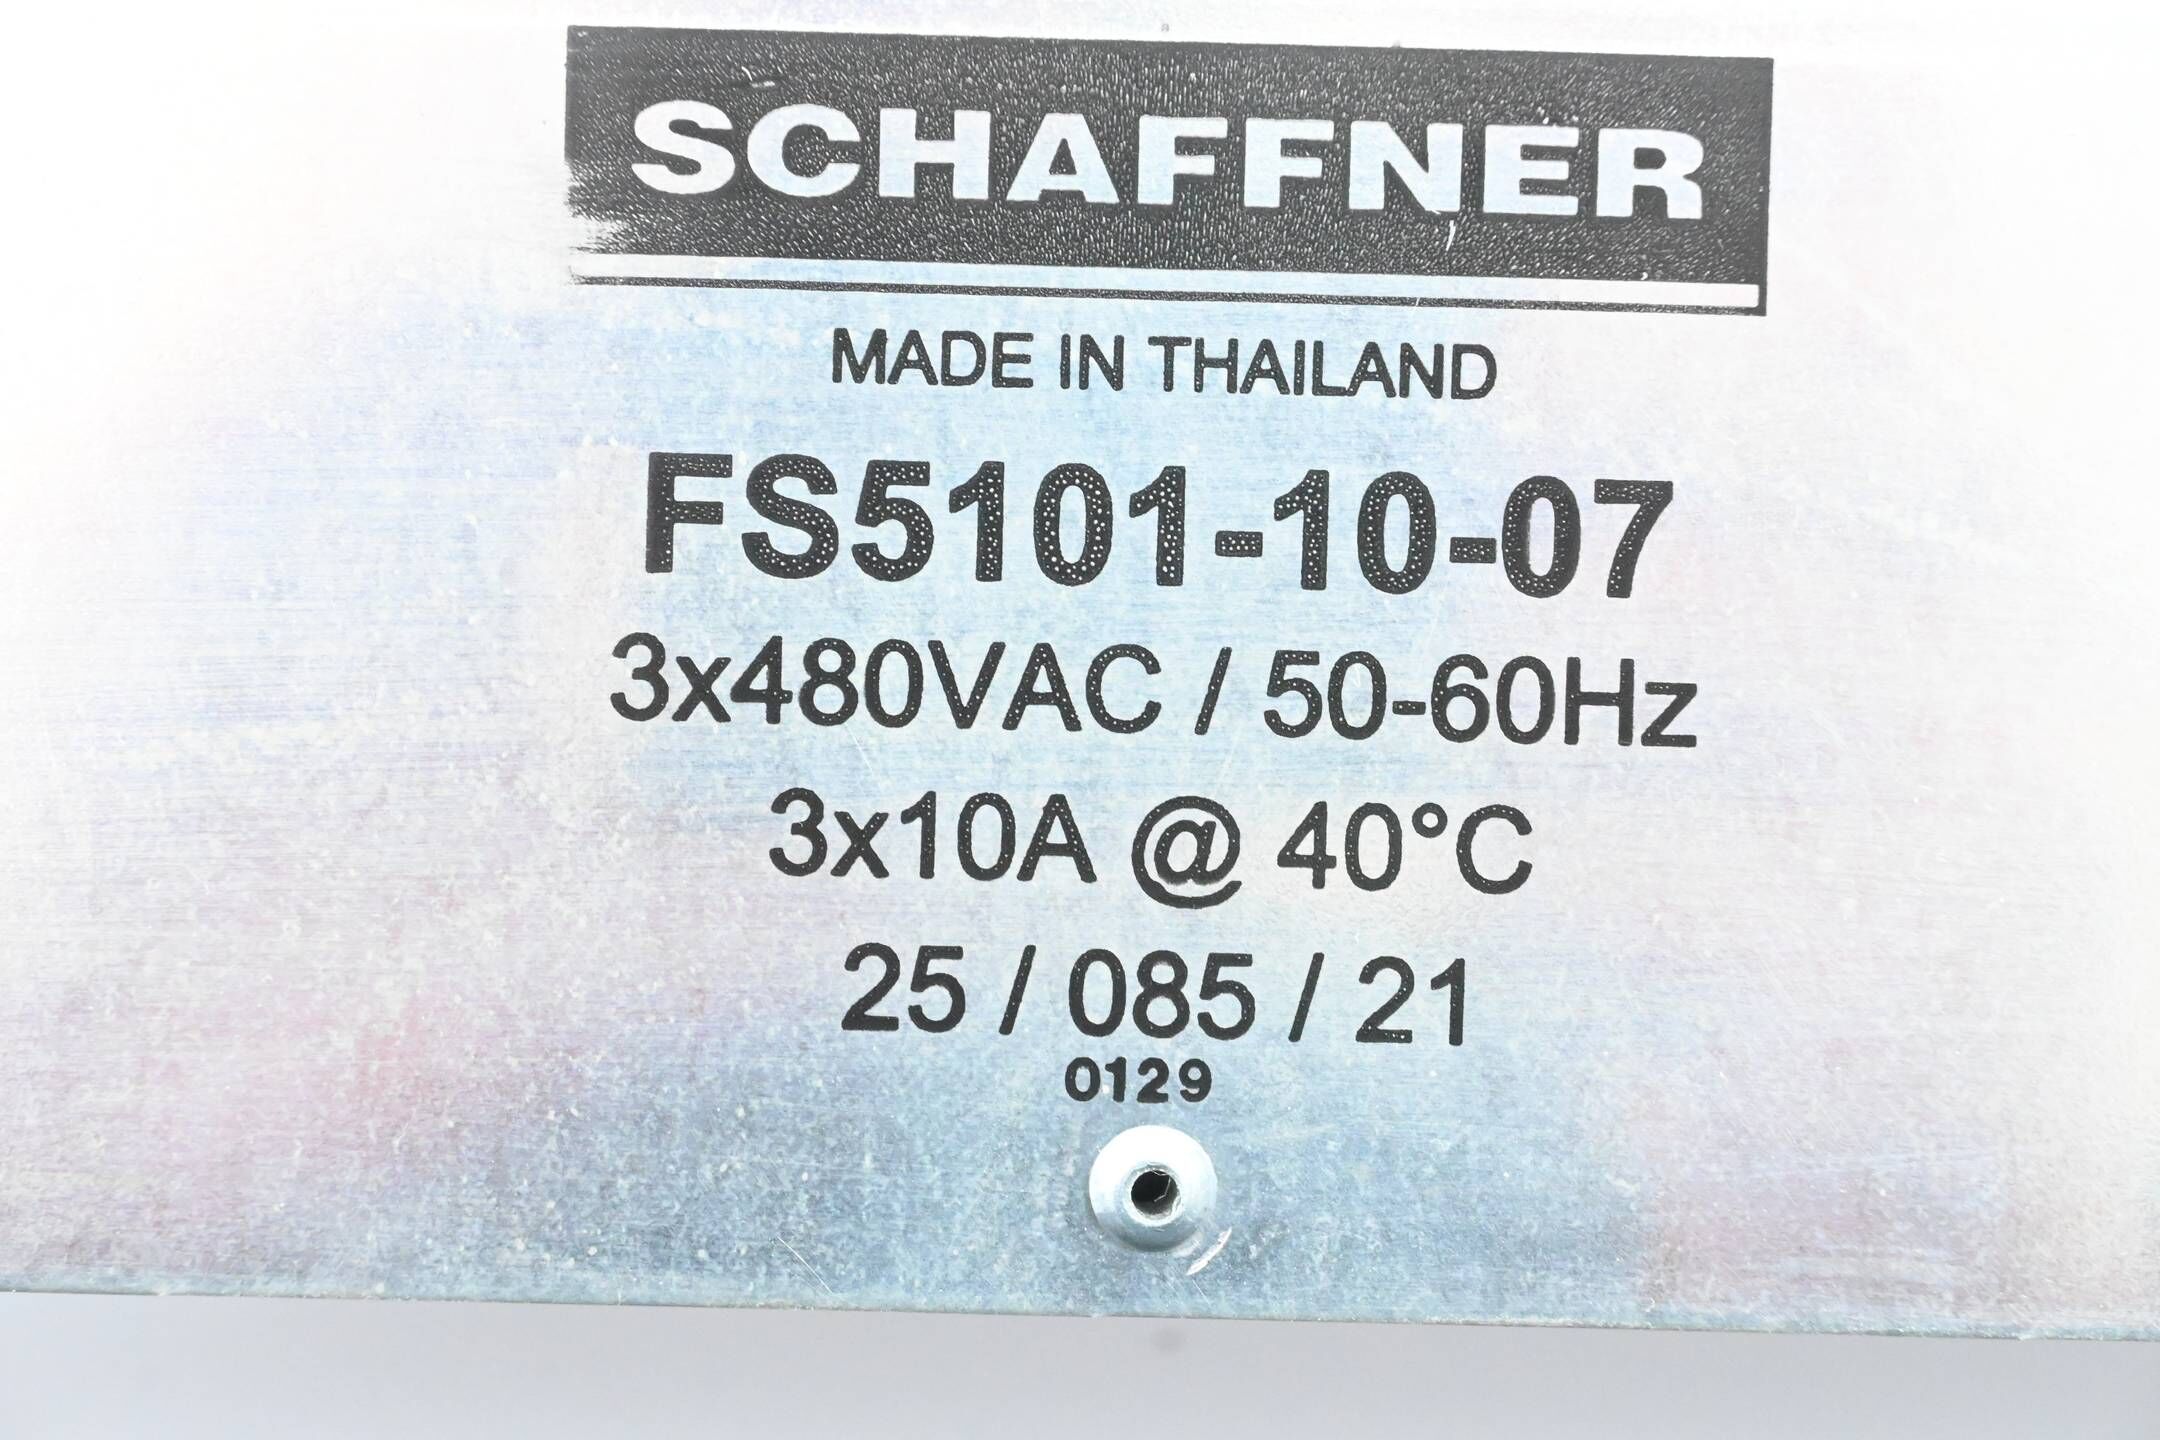 SCHAFFNER
MADE IN THAILAND
FS5101-10-07
3x480VAC / 50-60Hz
3x10A @ 40°C
25 / 085 / 21
0129